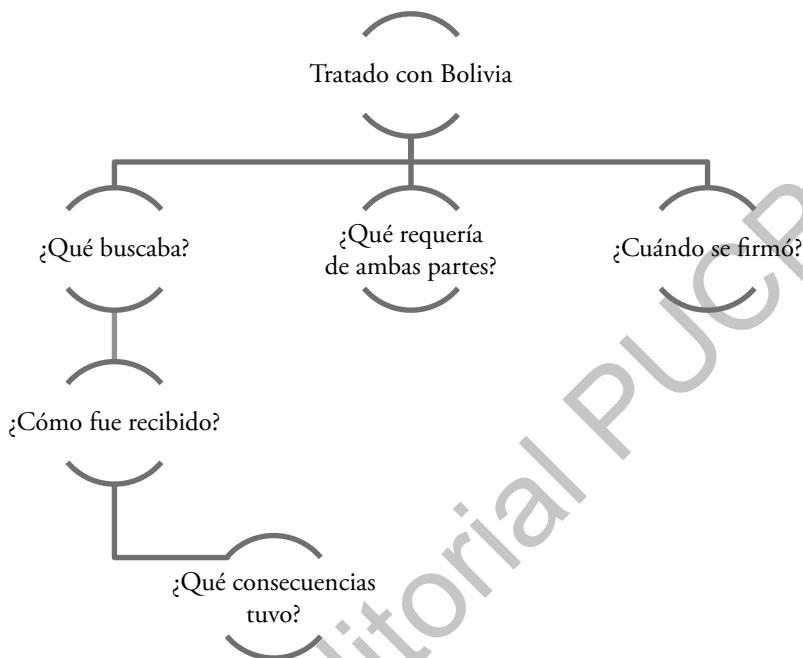 Tratado con Bolivia
¿Qué buscaba?
¿Qué requería
de ambas partes?
¿Cuándo se firmó?
¿Cómo fue recibido?
¿Qué consecuencias
tuvo?
ditorial PUCP